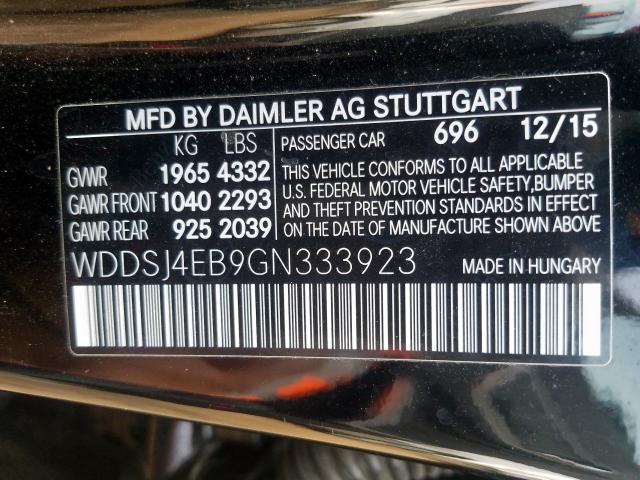 MFD BY DAIMLER AG STUTTGART
KG LBS PASSENGER CAR 696 12/15
GVWR 1965 4332
GAWR FRONT 1040 2293
GAWR REAR 925 2039
THIS VEHICLE CONFORMS TO ALL APPLICABLE
U.S. FEDERAL MOTOR VEHICLE SAFETY, BUMPER
AND THEFT PREVENTION STANDARDS IN EFFECT
ON THE DATE OF MANUFACTURE SHOWN ABOVE
WDDSJ4EB9GN333923 MADE IN HUNGARY